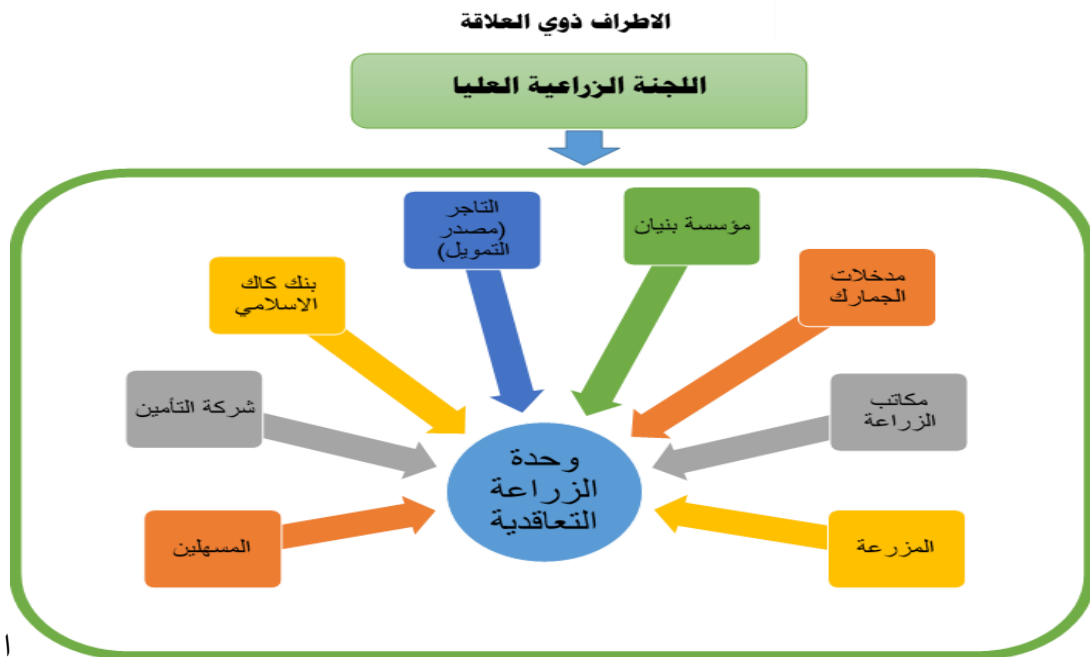 الاطراف ذوي العلاقة
اللجنة الزراعية العليا
مؤسسة بنيان
التاجر
(مصدر
التمويل)
مدخلات
الجمارك
بنك كاك
الاسلامي
مكاتب
الزراعة
شركة التأمين
وحدة
الزراعة
التعاقدية
المزرعة
المسهلين
ا